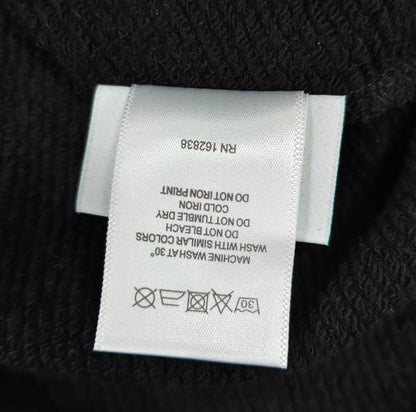 30
MACHINE WASH AT 30°
WASH WITH SIMILAR COLORS
DO NOT BLEACH
DO NOT TUMBLE DRY
COLD IRON
DO NOT IRON PRINT
RN 162838